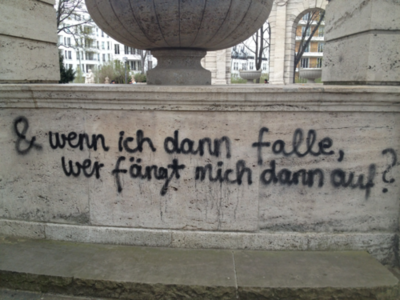 & wenn ich dann falle,
wer fängt mich dann auf?